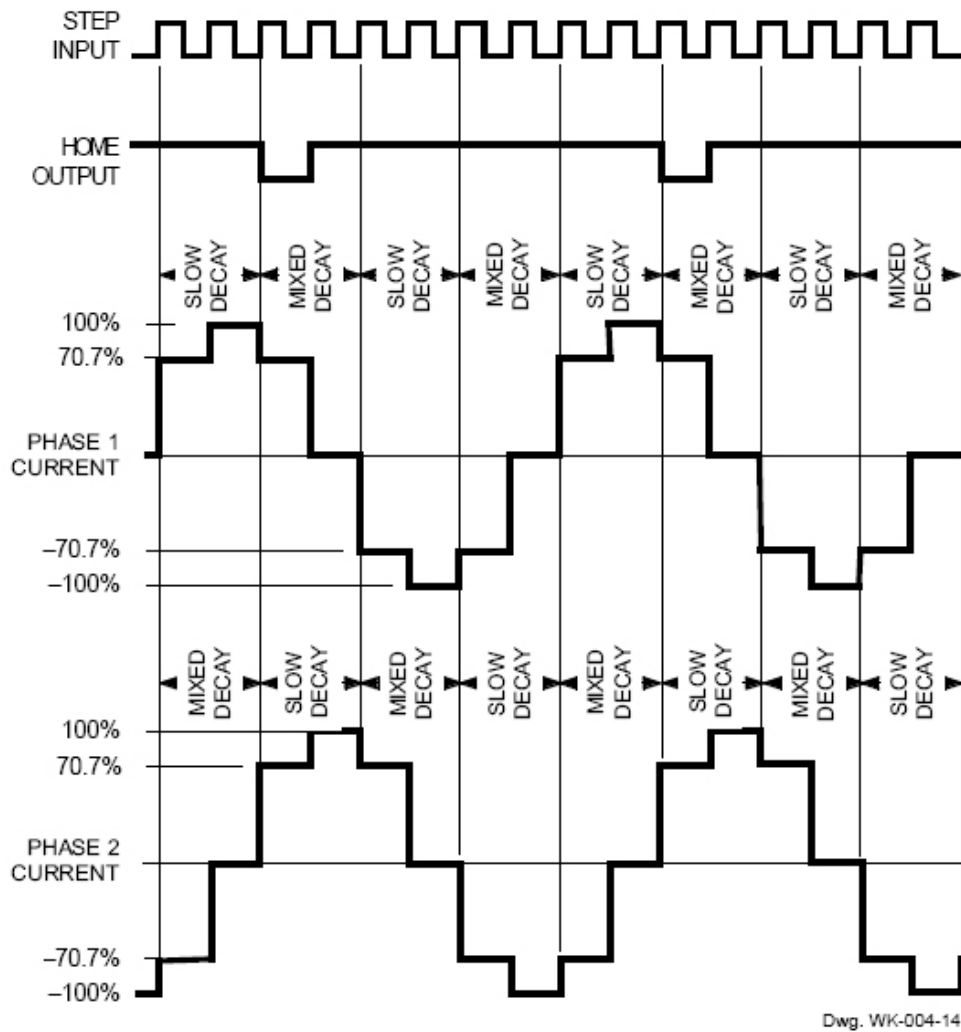 STEP
INPUT
HOME
OUTPUT
SLOW
DECAY
MIXED
DECAY
SLOW
DECAY
MIXED
DECAY
SLOW
DECAY
MIXED
DECAY
SLOW
DECAY
MIXED
DECAY
100%
70.7%
PHASE 1
CURRENT
–70.7%
–100%
MIXED
DECAY
SLOW
DECAY
MIXED
DECAY
SLOW
DECAY
MIXED
DECAY
SLOW
DECAY
MIXED
DECAY
SLOW
DECAY
100%
70.7%
PHASE 2
CURRENT
–70.7%
–100%
Dwg. WK-004-14